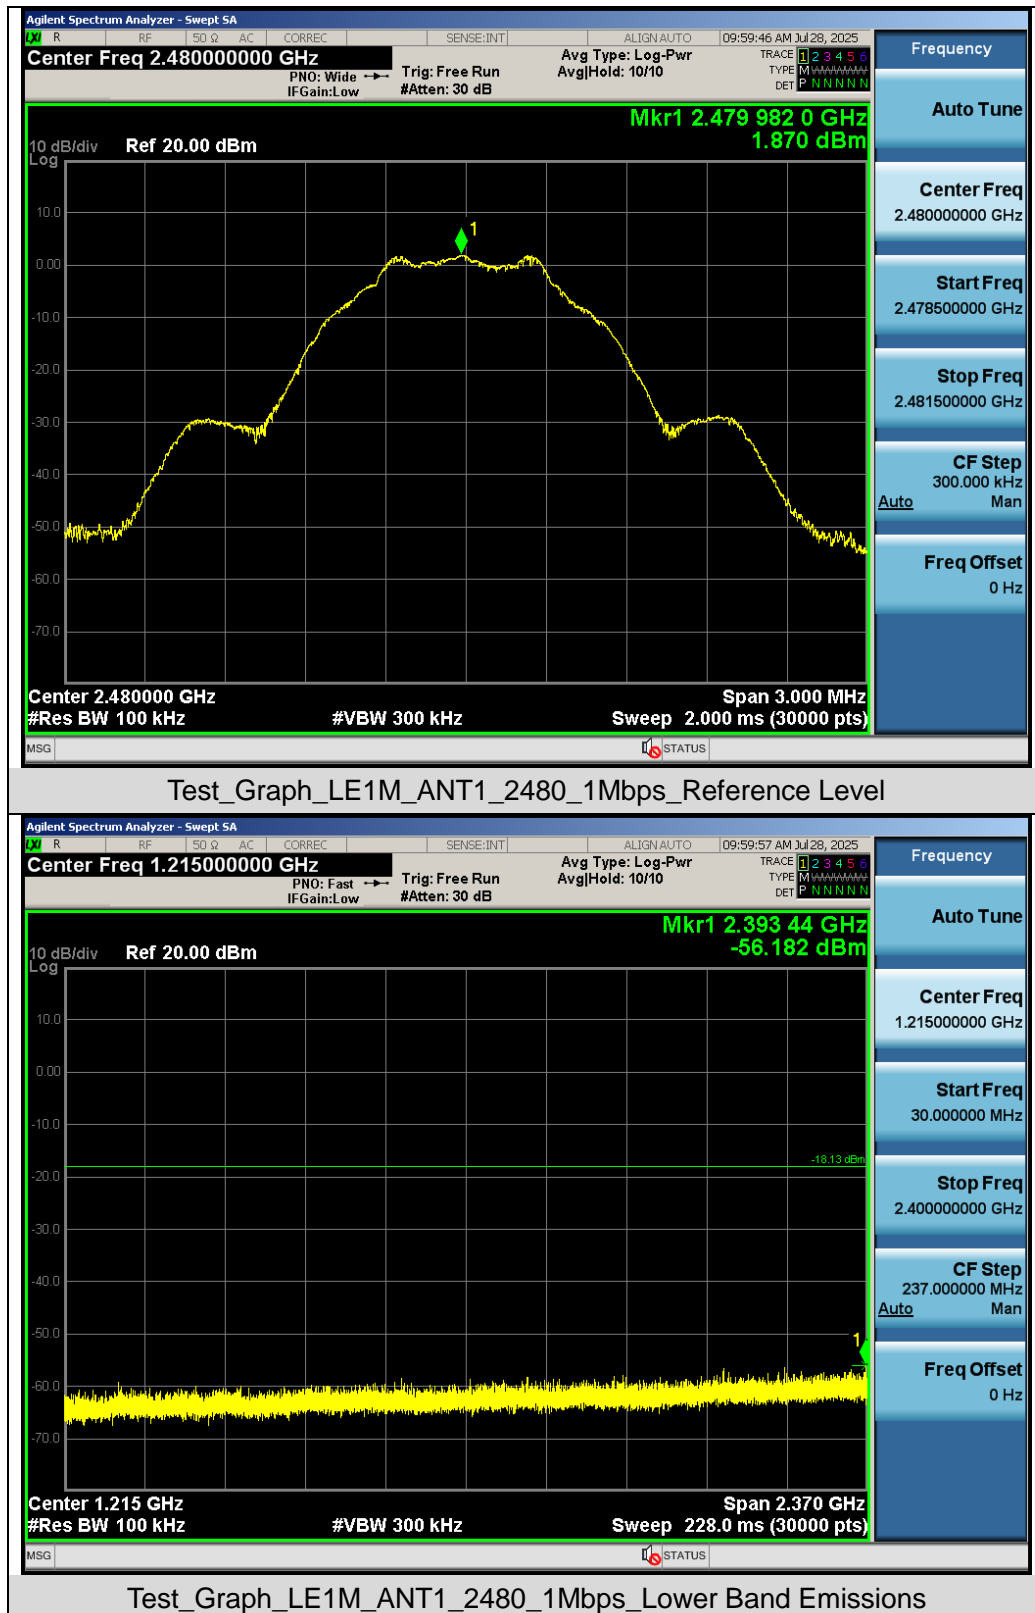 Agilent Spectrum Analyzer - Swept SA
LXI R RF 50 Ω AC CORREC SENSE:INT ALIGN AUTO 09:59:46 AM Jul 28, 2025
Center Freq 2.480000000 GHz
PNO: Wide
IFGain:Low
Trig: Free Run
#Atten: 30 dB
Avg Type: Log-Pwr
Avg|Hold: 10/10
TRACE 1 2 3 4 5 6
TYPE M
DET P N N N N N
Mkr1 2.479 982 0 GHz
1.870 dBm
10 dB/div
Log
Ref 20.00 dBm
10.0
0.00
-10.0
-20.0
-30.0
-40.0
-50.0
-60.0
-70.0
1
Center 2.480000 GHz
#Res BW 100 kHz
#VBW 300 kHz
Span 3.000 MHz
Sweep 2.000 ms (30000 pts)
MSG
STATUS
Frequency
Auto Tune
Center Freq
2.480000000 GHz
Start Freq
2.478500000 GHz
Stop Freq
2.481500000 GHz
CF Step
300.000 kHz
Auto Man
Freq Offset
0 Hz
Test_Graph_LE1M_ANT1_2480_1Mbps_Reference Level
Agilent Spectrum Analyzer - Swept SA
LXI R RF 50 Ω AC CORREC SENSE:INT ALIGN AUTO 09:59:57 AM Jul 28, 2025
Center Freq 1.215000000 GHz
PNO: Fast
IFGain:Low
Trig: Free Run
#Atten: 30 dB
Avg Type: Log-Pwr
Avg|Hold: 10/10
TRACE 1 2 3 4 5 6
TYPE M
DET P N N N N N
Mkr1 2.393 44 GHz
-56.182 dBm
10 dB/div
Log
Ref 20.00 dBm
10.0
0.00
-10.0
-20.0
-30.0
-40.0
-50.0
-60.0
-70.0
-18.13 dBm
1
Center 1.215 GHz
#Res BW 100 kHz
#VBW 300 kHz
Span 2.370 GHz
Sweep 228.0 ms (30000 pts)
MSG
STATUS
Frequency
Auto Tune
Center Freq
1.215000000 GHz
Start Freq
30.000000 MHz
Stop Freq
2.400000000 GHz
CF Step
237.000000 MHz
Auto Man
Freq Offset
0 Hz
Test_Graph_LE1M_ANT1_2480_1Mbps_Lower Band Emissions